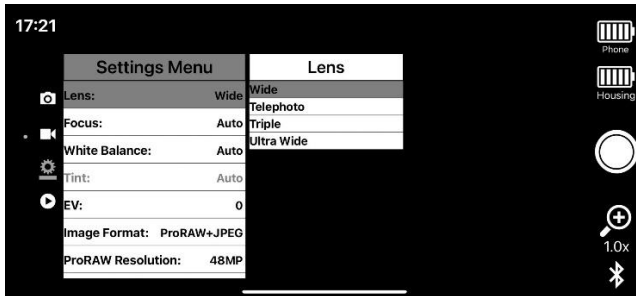 17:21
Settings Menu
Lens: Wide
Focus: Auto
White Balance: Auto
Tint: Auto
EV: 0
Image Format: ProRAW+JPEG
ProRAW Resolution: 48MP
Lens
Wide
Telephoto
Triple
Ultra Wide
Phone
Housing
1.0x